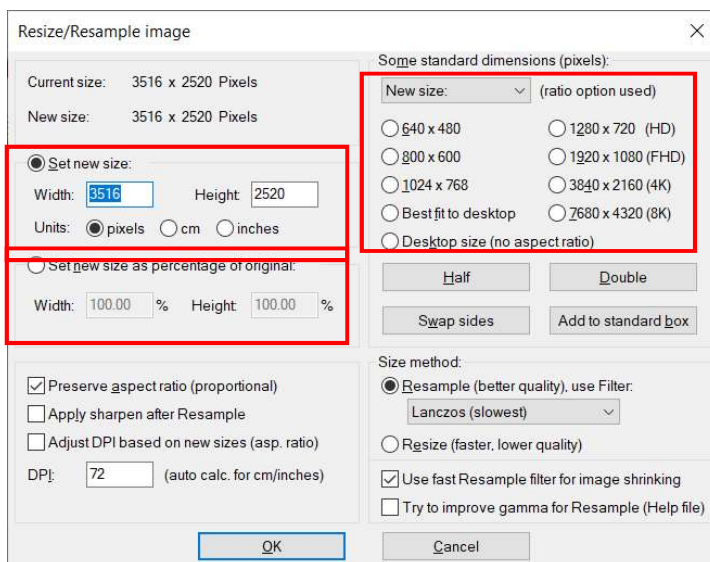 Resize/Resample image
Current size: 3516 x 2520 Pixels
New size: 3516 x 2520 Pixels
Set new size:
Width: 3516 Height: 2520
Units: pixels cm inches
Set new size as percentage of original:
Width: 100.00 % Height: 100.00 %
Preserve aspect ratio (proportional)
Apply sharpen after Resample
Adjust DPI based on new sizes (asp. ratio)
DPI: 72 (auto calc. for cm/inches)
Some standard dimensions (pixels):
New size: (ratio option used)
640 x 480 1280 x 720 (HD)
800 x 600 1920 x 1080 (FHD)
1024 x 768 3840 x 2160 (4K)
Best fit to desktop 7680 x 4320 (8K)
Desktop size (no aspect ratio)
Half Double
Swap sides Add to standard box
Size method:
Resample (better quality), use Filter:
Lanczos (slowest)
Resize (faster, lower quality)
Use fast Resample filter for image shrinking
Try to improve gamma for Resample (Help file)
OK Cancel